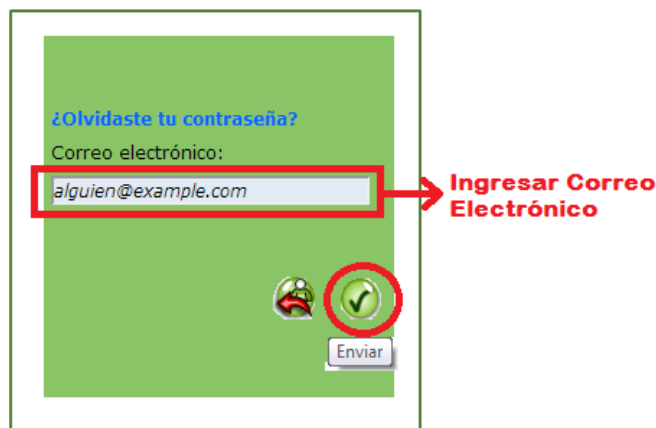 ¿Olvidaste tu contraseña?
Correo electrónico:
alguien@example.com
Ingresar Correo
Electrónico
Enviar